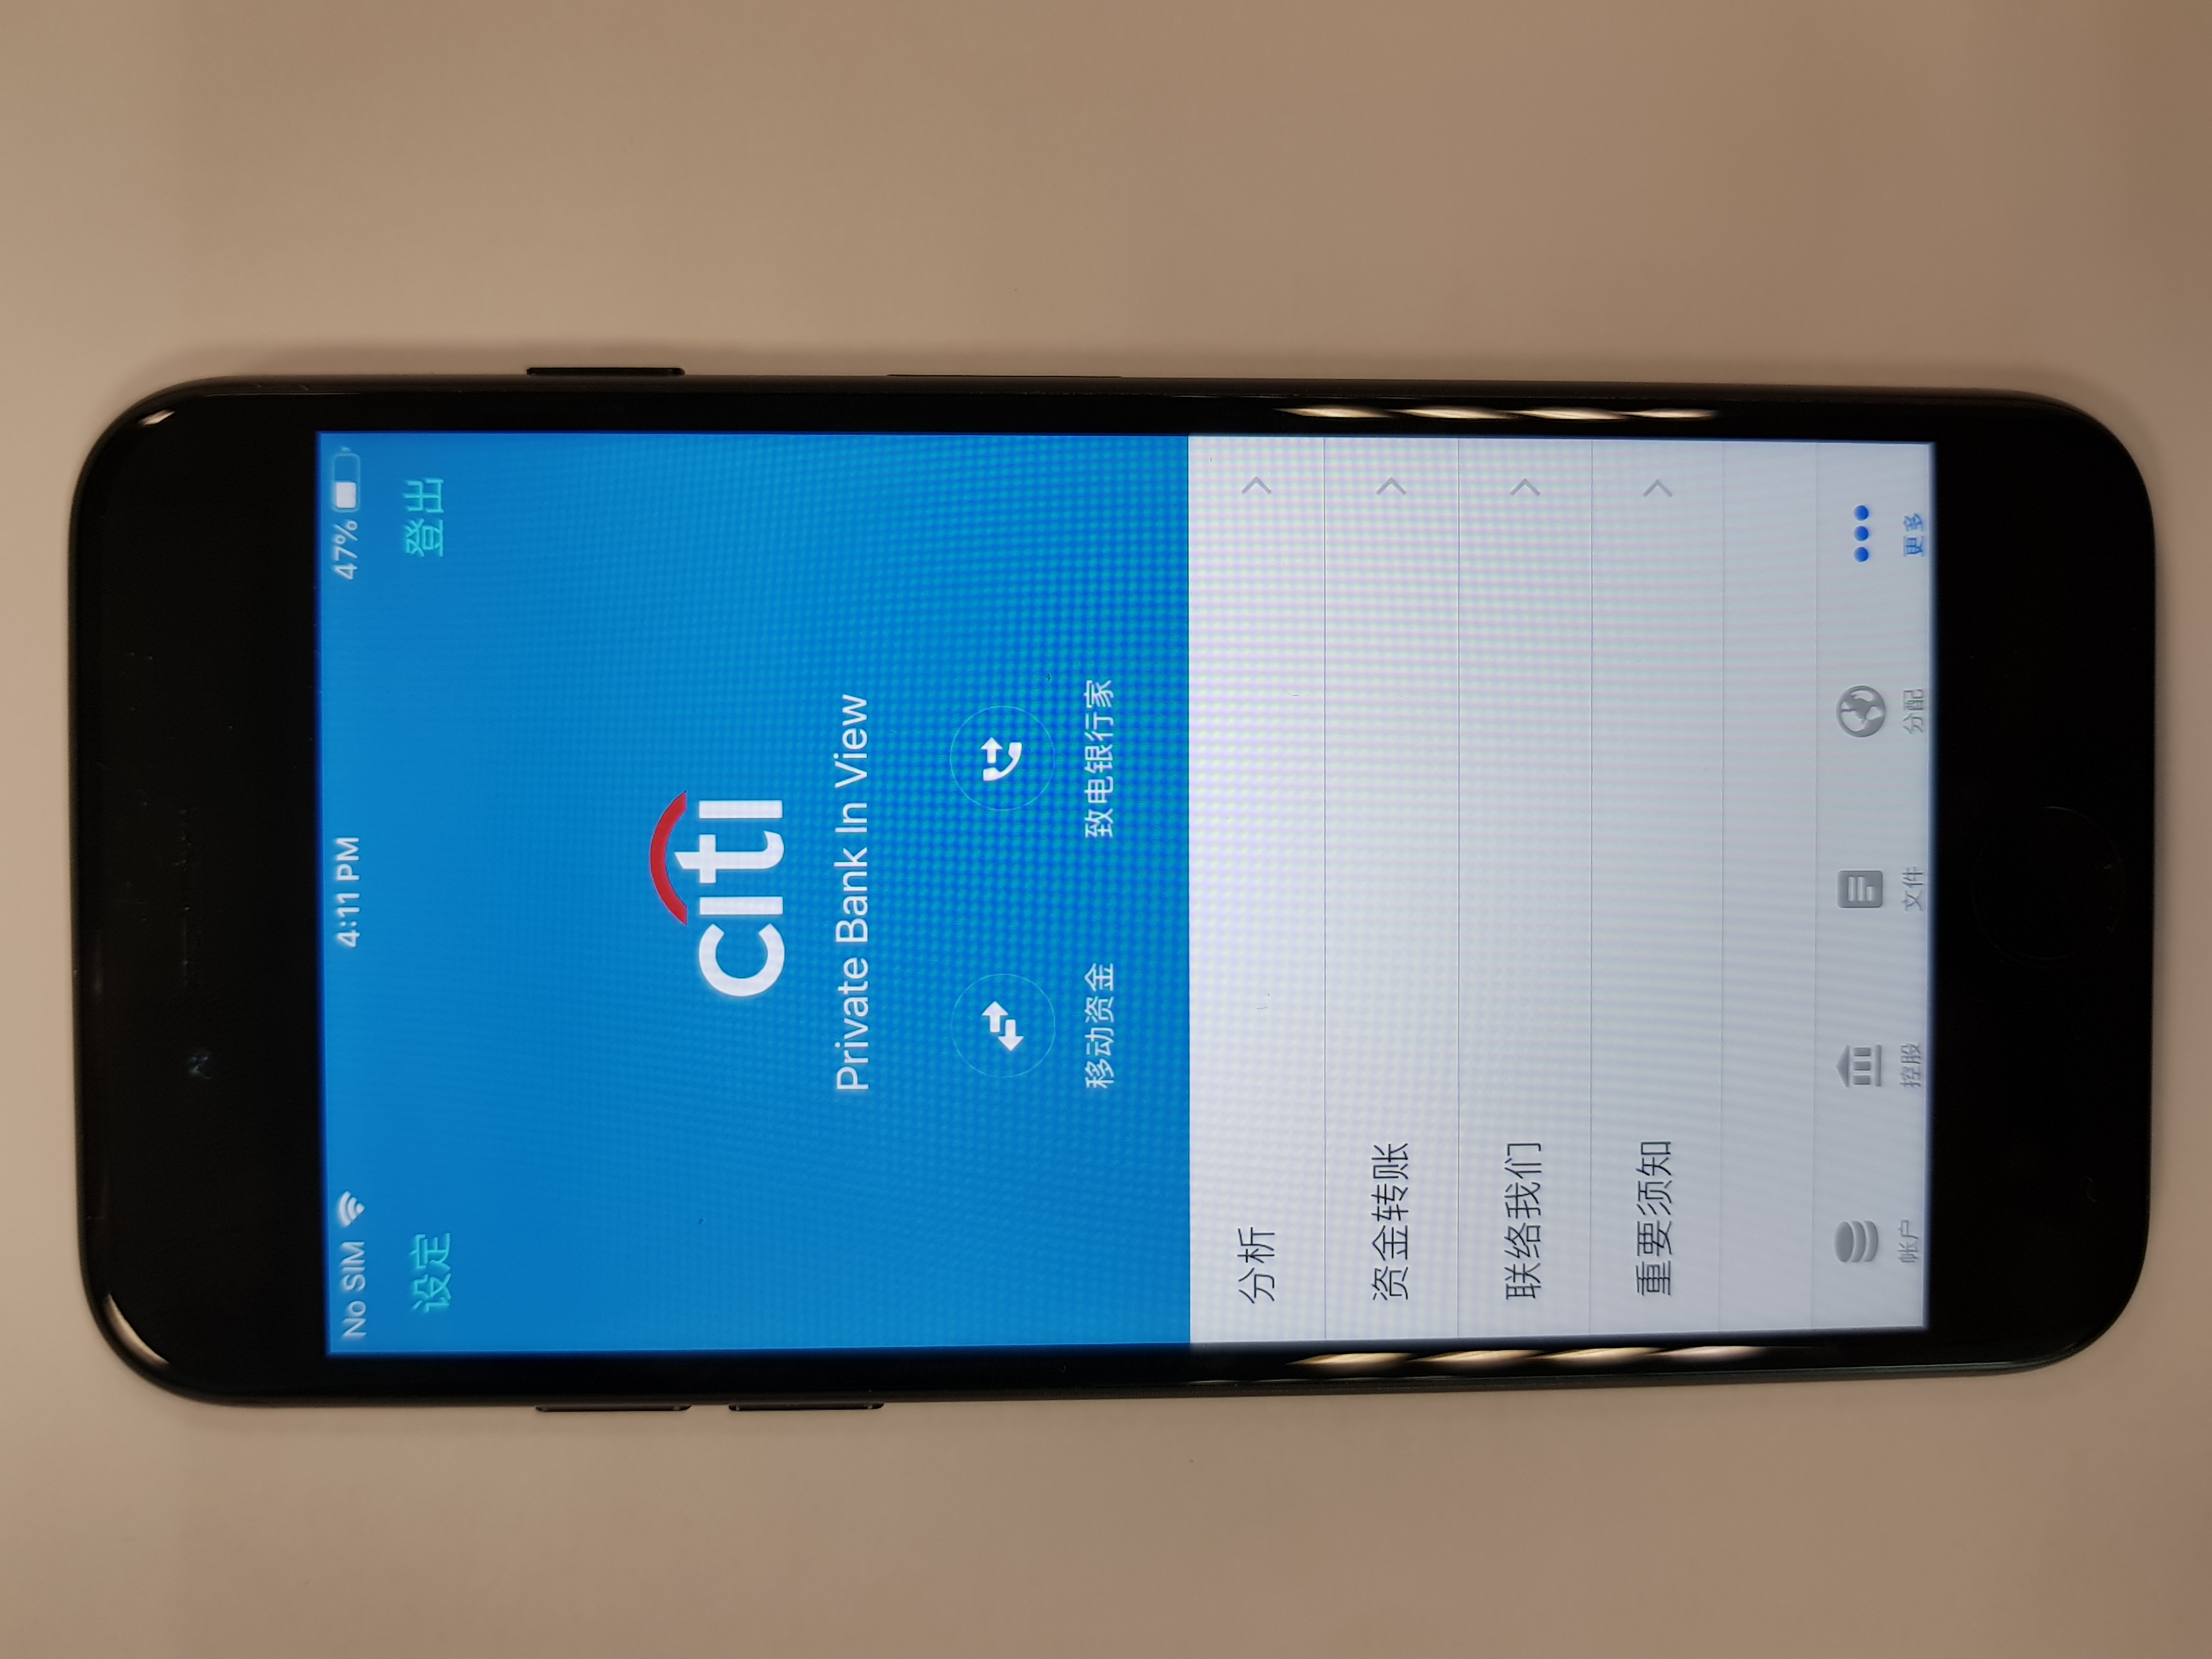 No SIM 4:11 PM 47%
设定 登出
citi
Private Bank In View
移动资金 致电银行家
分析
资金转账
联络我们
重要须知
帐户 控股 文件 分配 更多